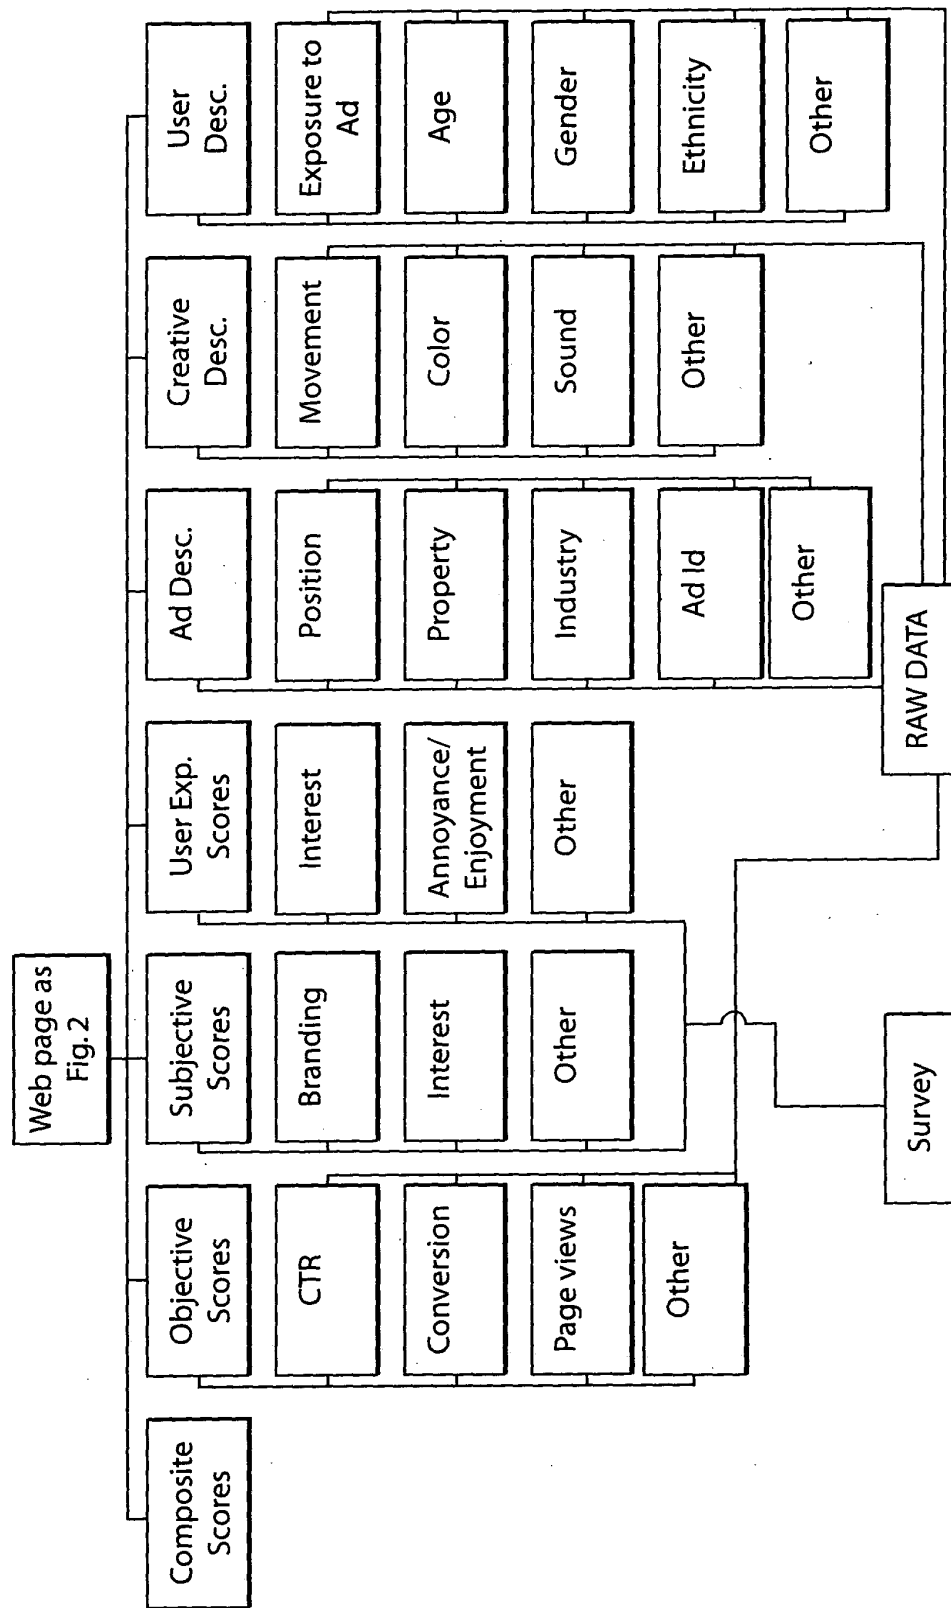 Web page as
Fig.2
Composite
Scores
Objective
Scores
CTR
Conversion
Page views
Other
Subjective
Scores
Branding
Interest
Other
User Exp.
Scores
Interest
Annoyance/
Enjoyment
Other
Ad Desc.
Position
Property
Industry
Ad Id
Other
Creative
Desc.
Movement
Color
Sound
Other
User
Desc.
Exposure to
Ad
Age
Gender
Ethnicity
Other
Survey
RAW DATA